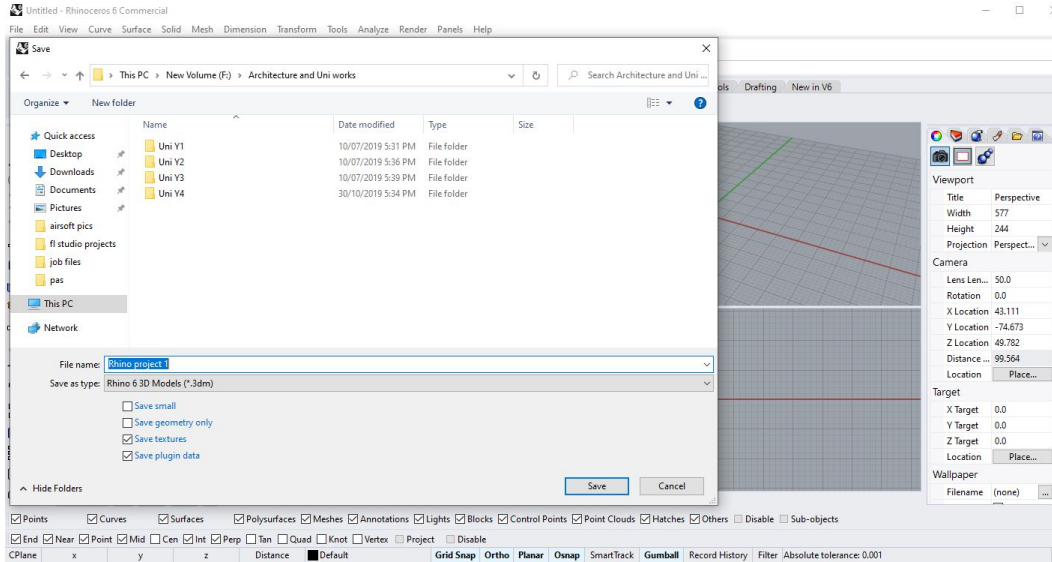 Untitled - Rhinoceros 6 Commercial
File Edit View Curve Surface Solid Mesh Dimension Transform Tools Analyze Render Panels Help
Save
This PC > New Volume (F:) > Architecture and Uni works
Search Architecture and Uni ...
Drafting New in V6
Organize New folder
Name Date modified Type Size
Quick access
Desktop
Downloads
Documents
Pictures
airsoft pics
fl studio projects
job files
pas
This PC
Network
Uni Y1 10/07/2019 5:31 PM File folder
Uni Y2 10/07/2019 5:36 PM File folder
Uni Y3 10/07/2019 5:39 PM File folder
Uni Y4 30/10/2019 5:34 PM File folder
File name: Rhino project 1
Save as type: Rhino 6 3D Models (*.3dm)
Save small
Save geometry only
Save textures
Save plugin data
Hide Folders
Save Cancel
Viewport
Title Perspective
Width 577
Height 244
Projection Perspect...
Camera
Lens Len... 50.0
Rotation 0.0
X Location 43.111
Y Location -74.673
Z Location 49.782
Distance ... 99.564
Location Place...
Target
X Target 0.0
Y Target 0.0
Z Target 0.0
Location Place...
Wallpaper
Filename (none) ...
Points Curves Surfaces Polysurfaces Meshes Annotations Lights Blocks Control Points Point Clouds Hatches Others Disable Sub-objects
End Near Point Mid Cen Int Perp Tan Quad Knot Vertex Project Disable
CPlane x y z Distance Default Grid Snap Ortho Planar Osnap SmartTrack Gumball Record History Filter Absolute tolerance: 0.001